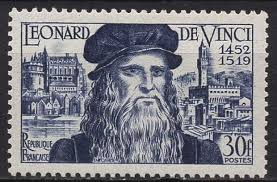 LEONARD DE VINCI
1452
1519
RÉPUBLIQUE
FRANÇAISE
30F
POSTES